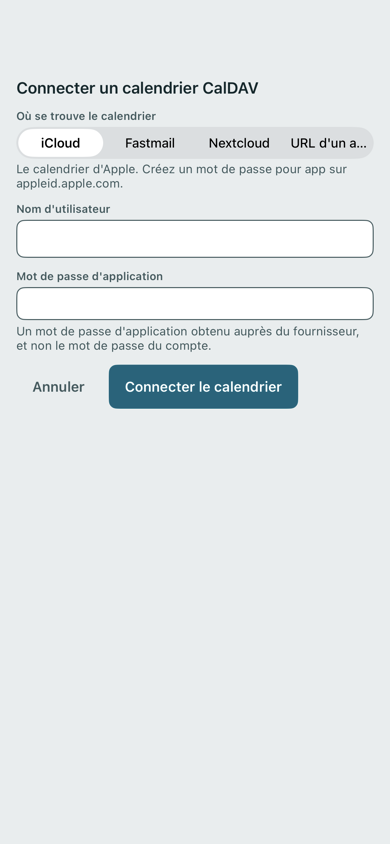 Connecter un calendrier CalDAV
Où se trouve le calendrier
iCloud
Fastmail
Nextcloud
URL d'un a...
Le calendrier d'Apple. Créez un mot de passe pour app sur
appleid.apple.com.
Nom d'utilisateur
Mot de passe d'application
Un mot de passe d'application obtenu auprès du fournisseur,
et non le mot de passe du compte.
Annuler
Connecter le calendrier